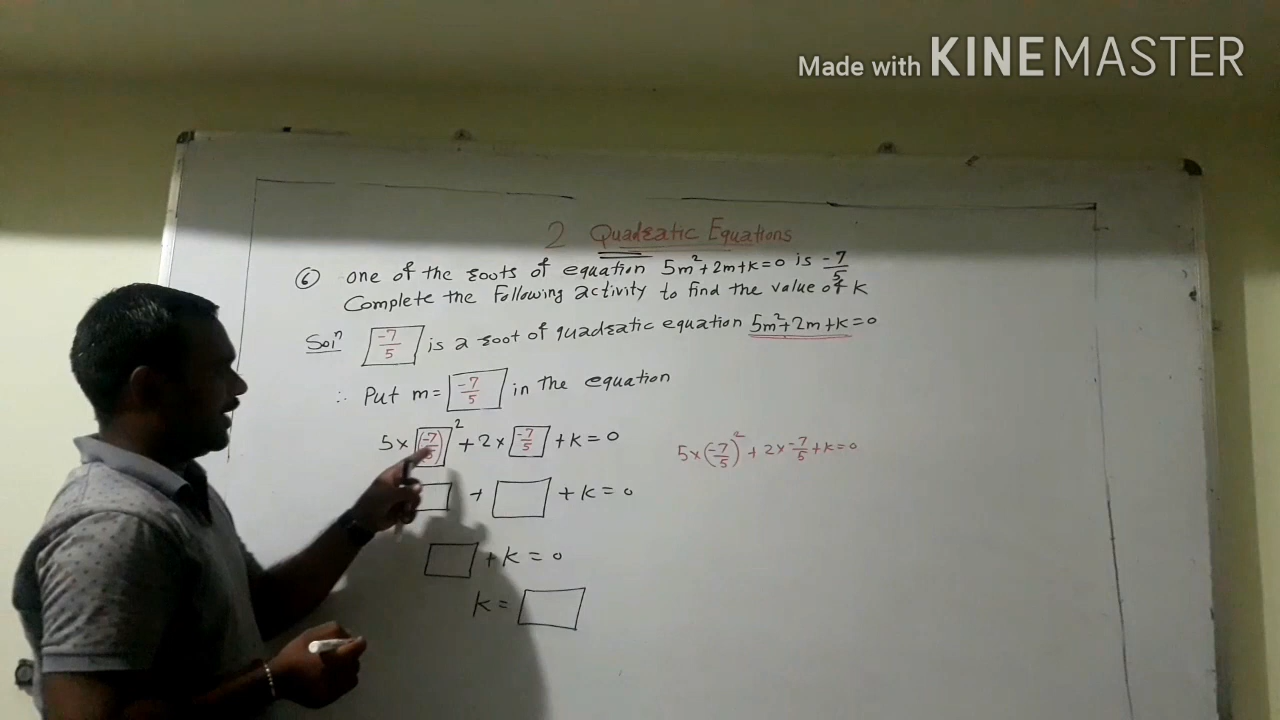 Made with KINEMASTER
2 Quadratic Equations
6 one of the roots of equation 5m²+2m+k=0 is -7/5
Complete the following activity to find the value of k
Solⁿ -7/5 is a root of quadratic equation 5m²+2m+k=0
∴ Put m= -7/5 in the equation
5×(-7/5)² + 2× -7/5 + k = 0 5×(-7/5)² + 2× -7/5 + k = 0
□ + □ + k = 0
□ + k = 0
k = □